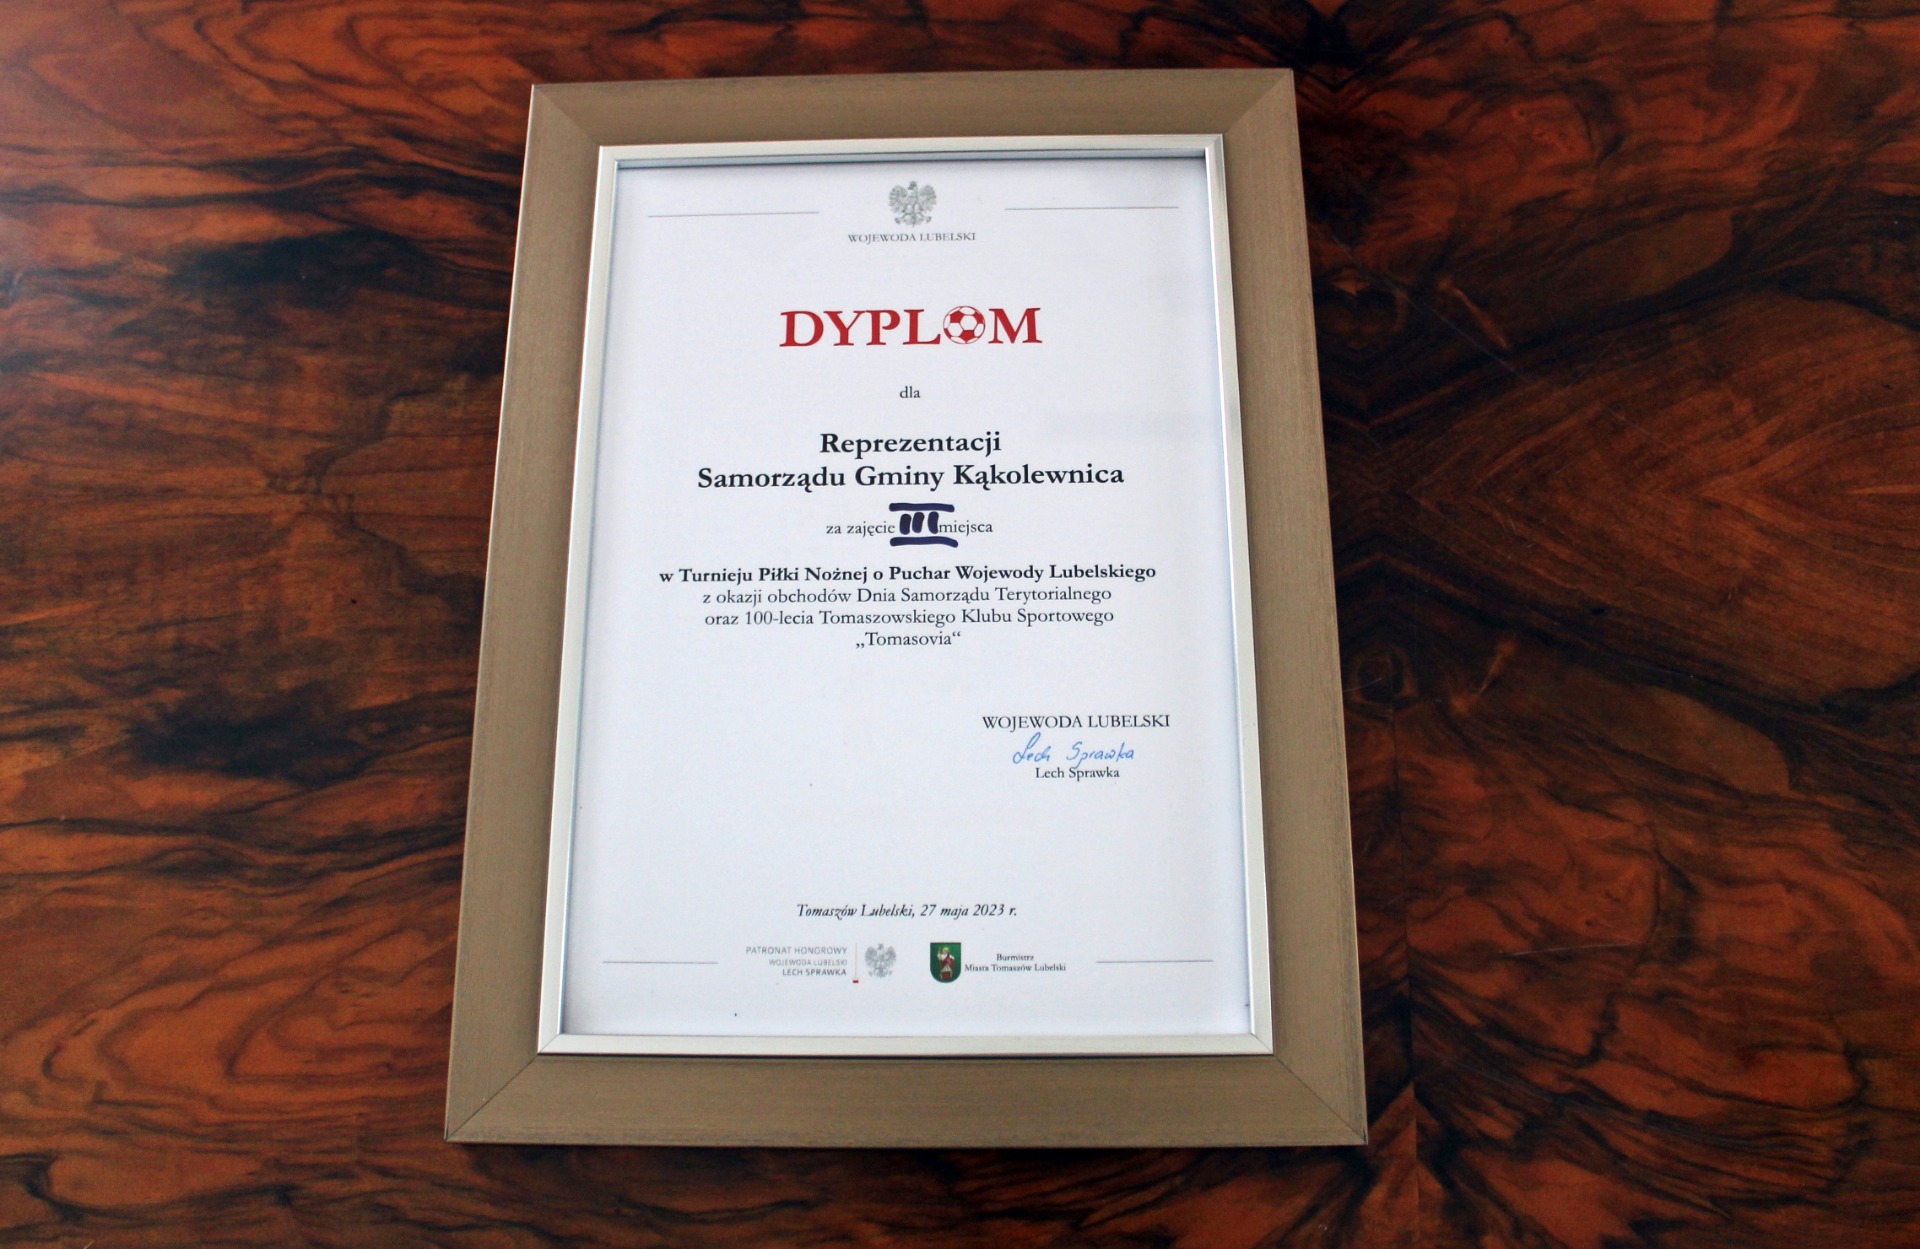 WOJEWODA LUBELSKI
DYPLOM
dla
Reprezentacji
Samorządu Gminy Kąkolewnica
za zajęcie III miejsca
w Turnieju Piłki Nożnej o Puchar Wojewody Lubelskiego
z okazji obchodów Dnia Samorządu Terytorialnego
oraz 100-lecia Tomaszowskiego Klubu Sportowego
„Tomasovia“
WOJEWODA LUBELSKI
Lech Sprawka
Lech Sprawka
Tomaszów Lubelski, 27 maja 2023 r.
PATRONAT HONOROWY
WOJEWODA LUBELSKI
LECH SPRAWKA
Burmistrz
Miasta Tomaszów Lubelski